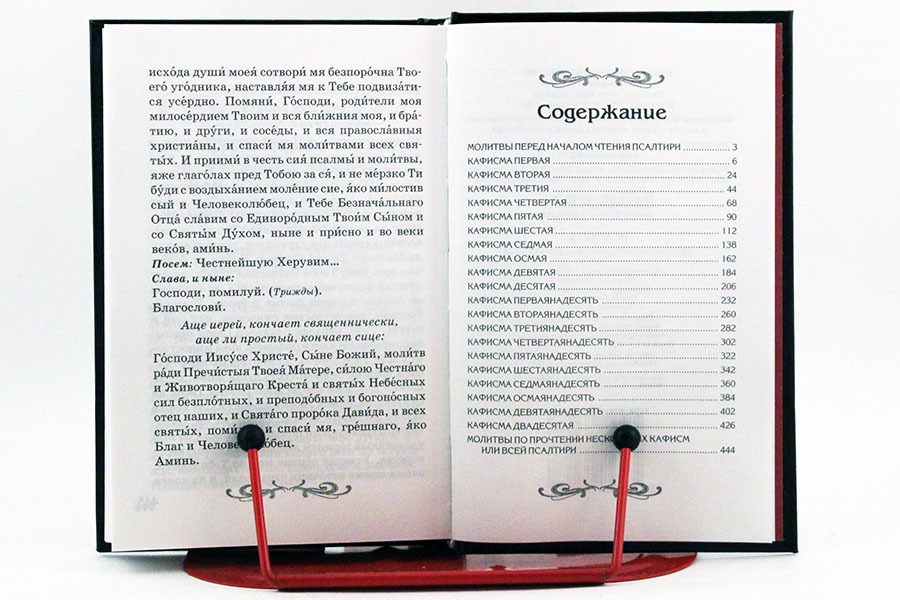 исхо́да души́ моея́ сотвори́ мя безпоро́чна Тво-
его́ уго́дника, наставля́я мя к Тебе́ подвиза́ти-
ся усе́рдно. Помяни́, Го́споди, роди́тели моя
милосе́рдием Твои́м и вся бли́жния моя, и бра́-
тию, и дру́ги, и сосе́ды, и вся правосла́вныя
христиа́ны, и спаси́ мя моли́твами всех свя-
ты́х. И приими́ в честь сия́ псалмы́ и моли́твы,
яже глаго́лах пред Тобо́ю за ся́, и не ме́рзко Ти
бу́ди с воздыха́нием моле́ние сие, я́ко ми́лостив
сый и Человеколю́бец, и Тебе́ Безнача́льнаго
Отца́ сла́вим со Единоро́дным Твои́м Сы́ном и
со Святы́м Ду́хом, ныне и при́сно и во веки
веко́в, ами́нь.
Посем: Честнейшую Херувим...
Слава, и ныне:
Господи, помилуй. (Трижды).
Благослови́.
Аще иерей, кончает священнически,
аще ли простый, кончает сице:
Го́споди Иису́се Христе́, Сы́не Божий, моли́тв
ра́ди Пречи́стыя Твоея́ Ма́тере, си́лою Честна́го
и Животворя́щаго Креста́ и святы́х Небе́сных
сил безпло́тных, и преподо́бных и богоно́сных
отец на́ших, и Свята́го проро́ка Дави́да, и всех
святы́х, и спаси́ мя, гре́шнаго, я́ко
Благ и
Аминь.
Содержание
МОЛИТВЫ ПЕРЕД НАЧАЛОМ ЧТЕНИЯ ПСАЛТИРИ 3
КАФИСМА ПЕРВАЯ 6
КАФИСМА ВТОРАЯ 24
КАФИСМА ТРЕТИЯ 44
КАФИСМА ЧЕТВЕРТАЯ 68
КАФИСМА ПЯТАЯ 90
КАФИСМА ШЕСТАЯ 112
КАФИСМА СЕДМАЯ 138
КАФИСМА ОСМАЯ 162
КАФИСМА ДЕВЯТАЯ 184
КАФИСМА ДЕСЯТАЯ 206
КАФИСМА ПЕРВАЯНАДЕСЯТЬ 232
КАФИСМА ВТОРАЯНАДЕСЯТЬ 260
КАФИСМА ТРЕТИЯНАДЕСЯТЬ 282
КАФИСМА ЧЕТВЕРТАЯНАДЕСЯТЬ 302
КАФИСМА ПЯТАЯНАДЕСЯТЬ 322
КАФИСМА ШЕСТАЯНАДЕСЯТЬ 342
КАФИСМА СЕДМАЯНАДЕСЯТЬ 360
КАФИСМА ОСМАЯНАДЕСЯТЬ 384
КАФИСМА ДЕВЯТАЯНАДЕСЯТЬ 402
КАФИСМА ДВАДЕСЯТАЯ 426
МОЛИТВЫ ПО ПРОЧТЕНИИ КАФИСМ
ИЛИ ВСЕЙ ПСАЛТИРИ 444